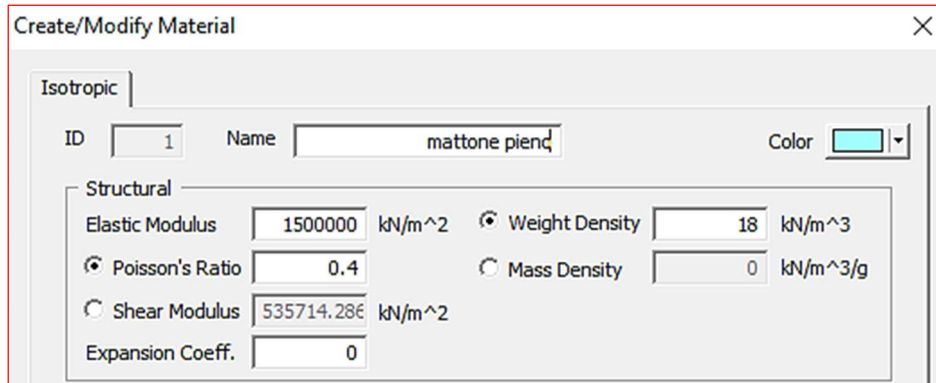 Create/Modify Material
Isotropic
ID 1 Name mattone pieno Color
Structural
Elastic Modulus 1500000 kN/m^2 Weight Density 18 kN/m^3
Poisson's Ratio 0.4 Mass Density 0 kN/m^3/g
Shear Modulus 535714.286 kN/m^2
Expansion Coeff. 0